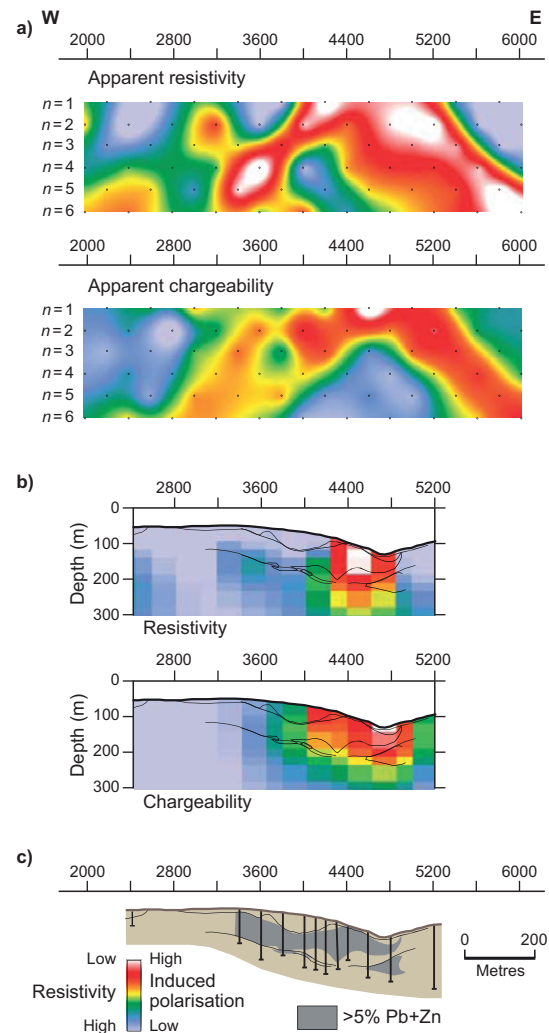 W E
a)
2000 2800 3600 4400 5200 6000
Apparent resistivity
n=1
n=2
n=3
n=4
n=5
n=6
2000 2800 3600 4400 5200 6000
Apparent chargeability
n=1
n=2
n=3
n=4
n=5
n=6
b)
2800 3600 4400 5200
0
100
200
300
Depth (m)
Resistivity
2800 3600 4400 5200
0
100
200
300
Depth (m)
Chargeability
c)
2000 2800 3600 4400 5200 6000
Low High
Resistivity Induced polarisation
High Low
>5% Pb+Zn
0 200
Metres